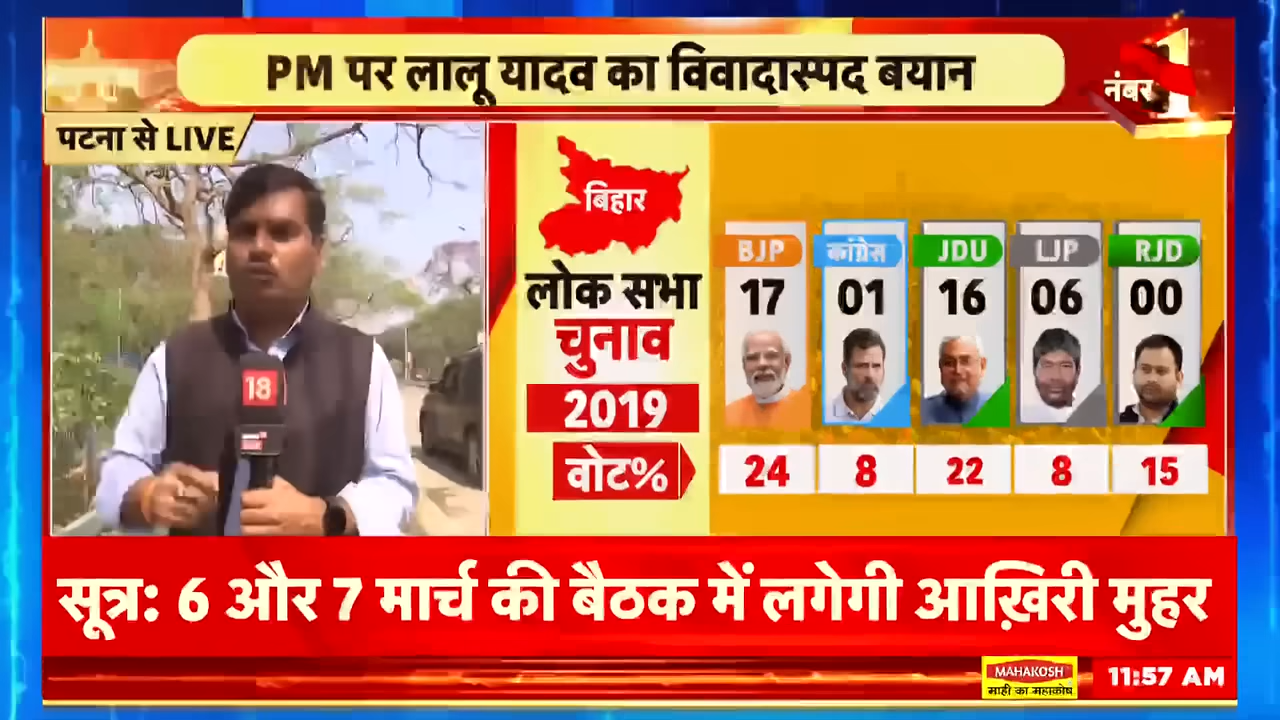 PM पर लालू यादव का विवादास्पद बयान
नंबर 1
पटना से LIVE
18
बिहार
लोक सभा
चुनाव
2019
वोट%
BJP कांग्रेस JDU LJP RJD
17 01 16 06 00
24 8 22 8 15
सूत्र: 6 और 7 मार्च की बैठक में लगेगी आख़िरी मुहर
MAHAKOSH
माही का महाकोष
11:57 AM